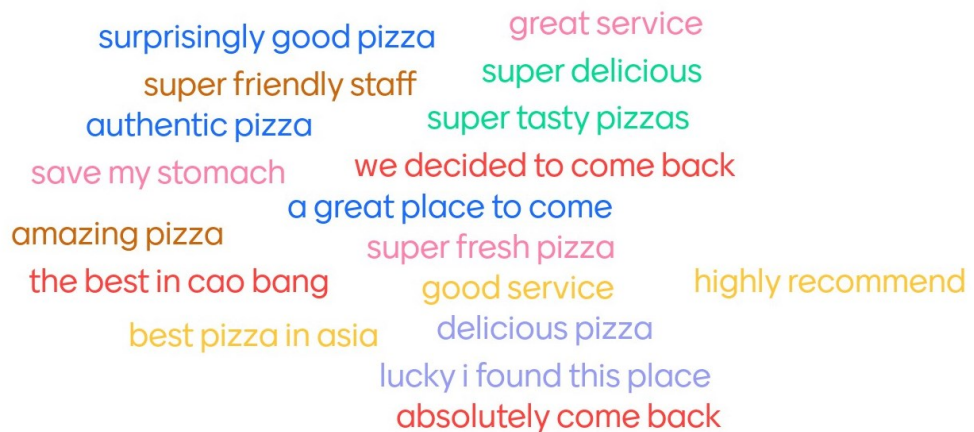 great service
surprisingly good pizza
super delicious
super friendly staff
super tasty pizzas
authentic pizza
we decided to come back
save my stomach
a great place to come
amazing pizza
super fresh pizza
the best in cao bang
good service
highly recommend
best pizza in asia
delicious pizza
lucky i found this place
absolutely come back